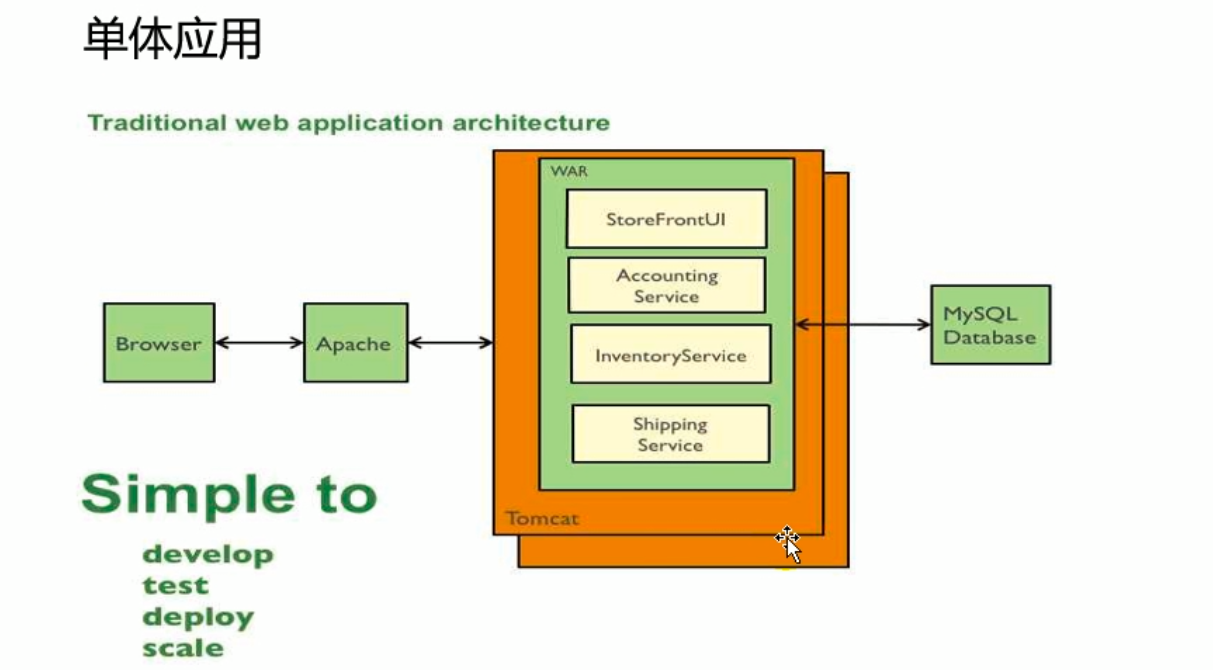 单体应用
Traditional web application architecture
WAR
StoreFrontUI
Accounting
Service
InventoryService
Shipping
Service
Tomcat
Browser
Apache
MySQL
Database
Simple to
develop
test
deploy
scale